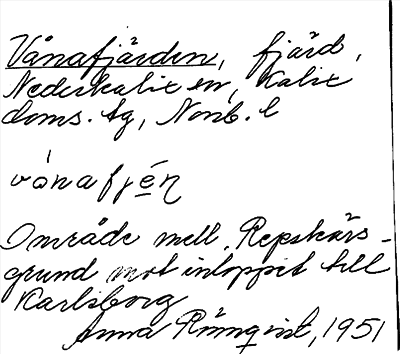 Vånafjärden, fjärd,
Nederkalix sn, Kalix
doms. tg, Norrb. l
vånafjén
Område mell. Repskärs-
grund mot inloppet till
Karlsborg
Anna Rönnqvist, 1951